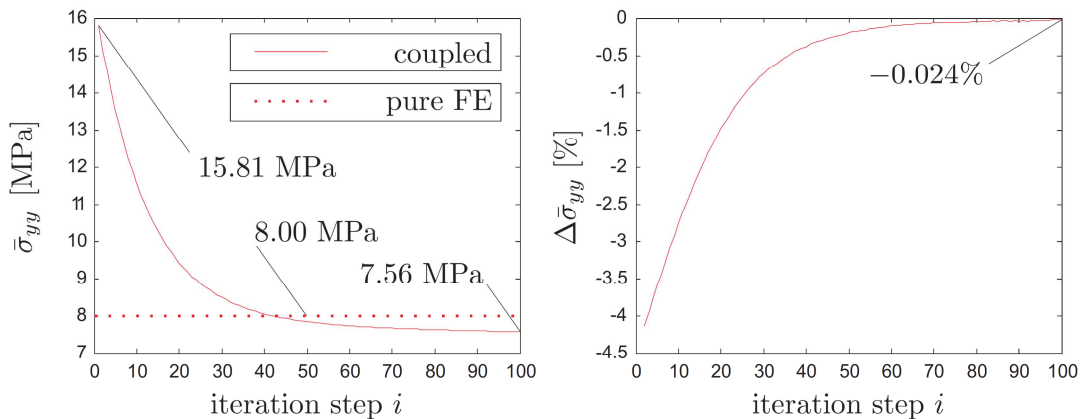 16
15
14
13
12
11
10
9
8
7
0 10 20 30 40 50 60 70 80 90 100
σ̄yy [MPa]
iteration step i
coupled
pure FE
15.81 MPa
8.00 MPa
7.56 MPa
0
-0.5
-1
-1.5
-2
-2.5
-3
-3.5
-4
-4.5
0 10 20 30 40 50 60 70 80 90 100
Δσ̄yy [%]
iteration step i
−0.024%